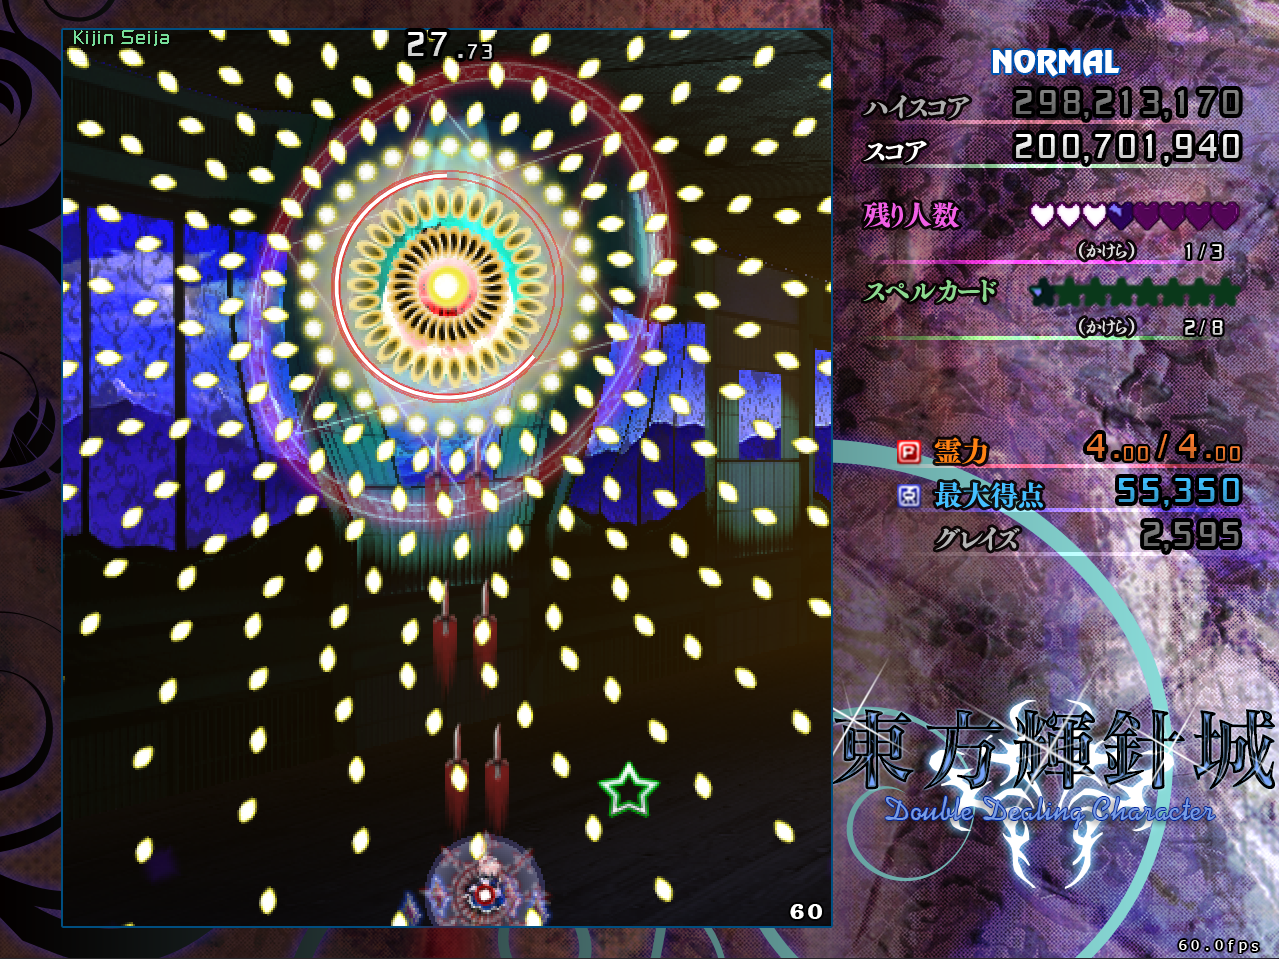 Kijin Seija
27.73
NORMAL
ハイスコア 298,213,170
スコア 200,701,940
残り人数
(かけら) 1/3
スペルカード
(かけら) 2/8
P 霊力 4.00/4.00
点 最大得点 55,350
グレイズ 2,595
東方輝針城
Double Dealing Character
60
60.0fps